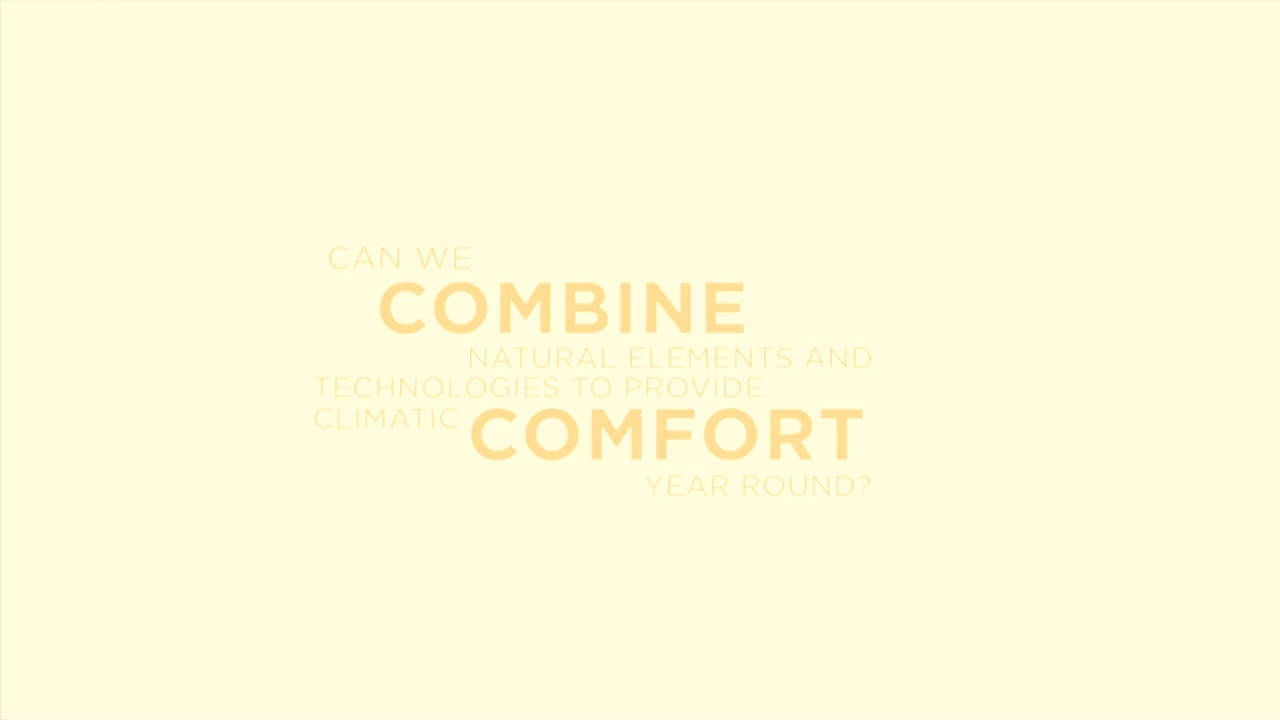 CAN WE
COMBINE
NATURAL ELEMENTS AND
TECHNOLOGIES TO PROVIDE
CLIMATIC COMFORT
YEAR ROUND?